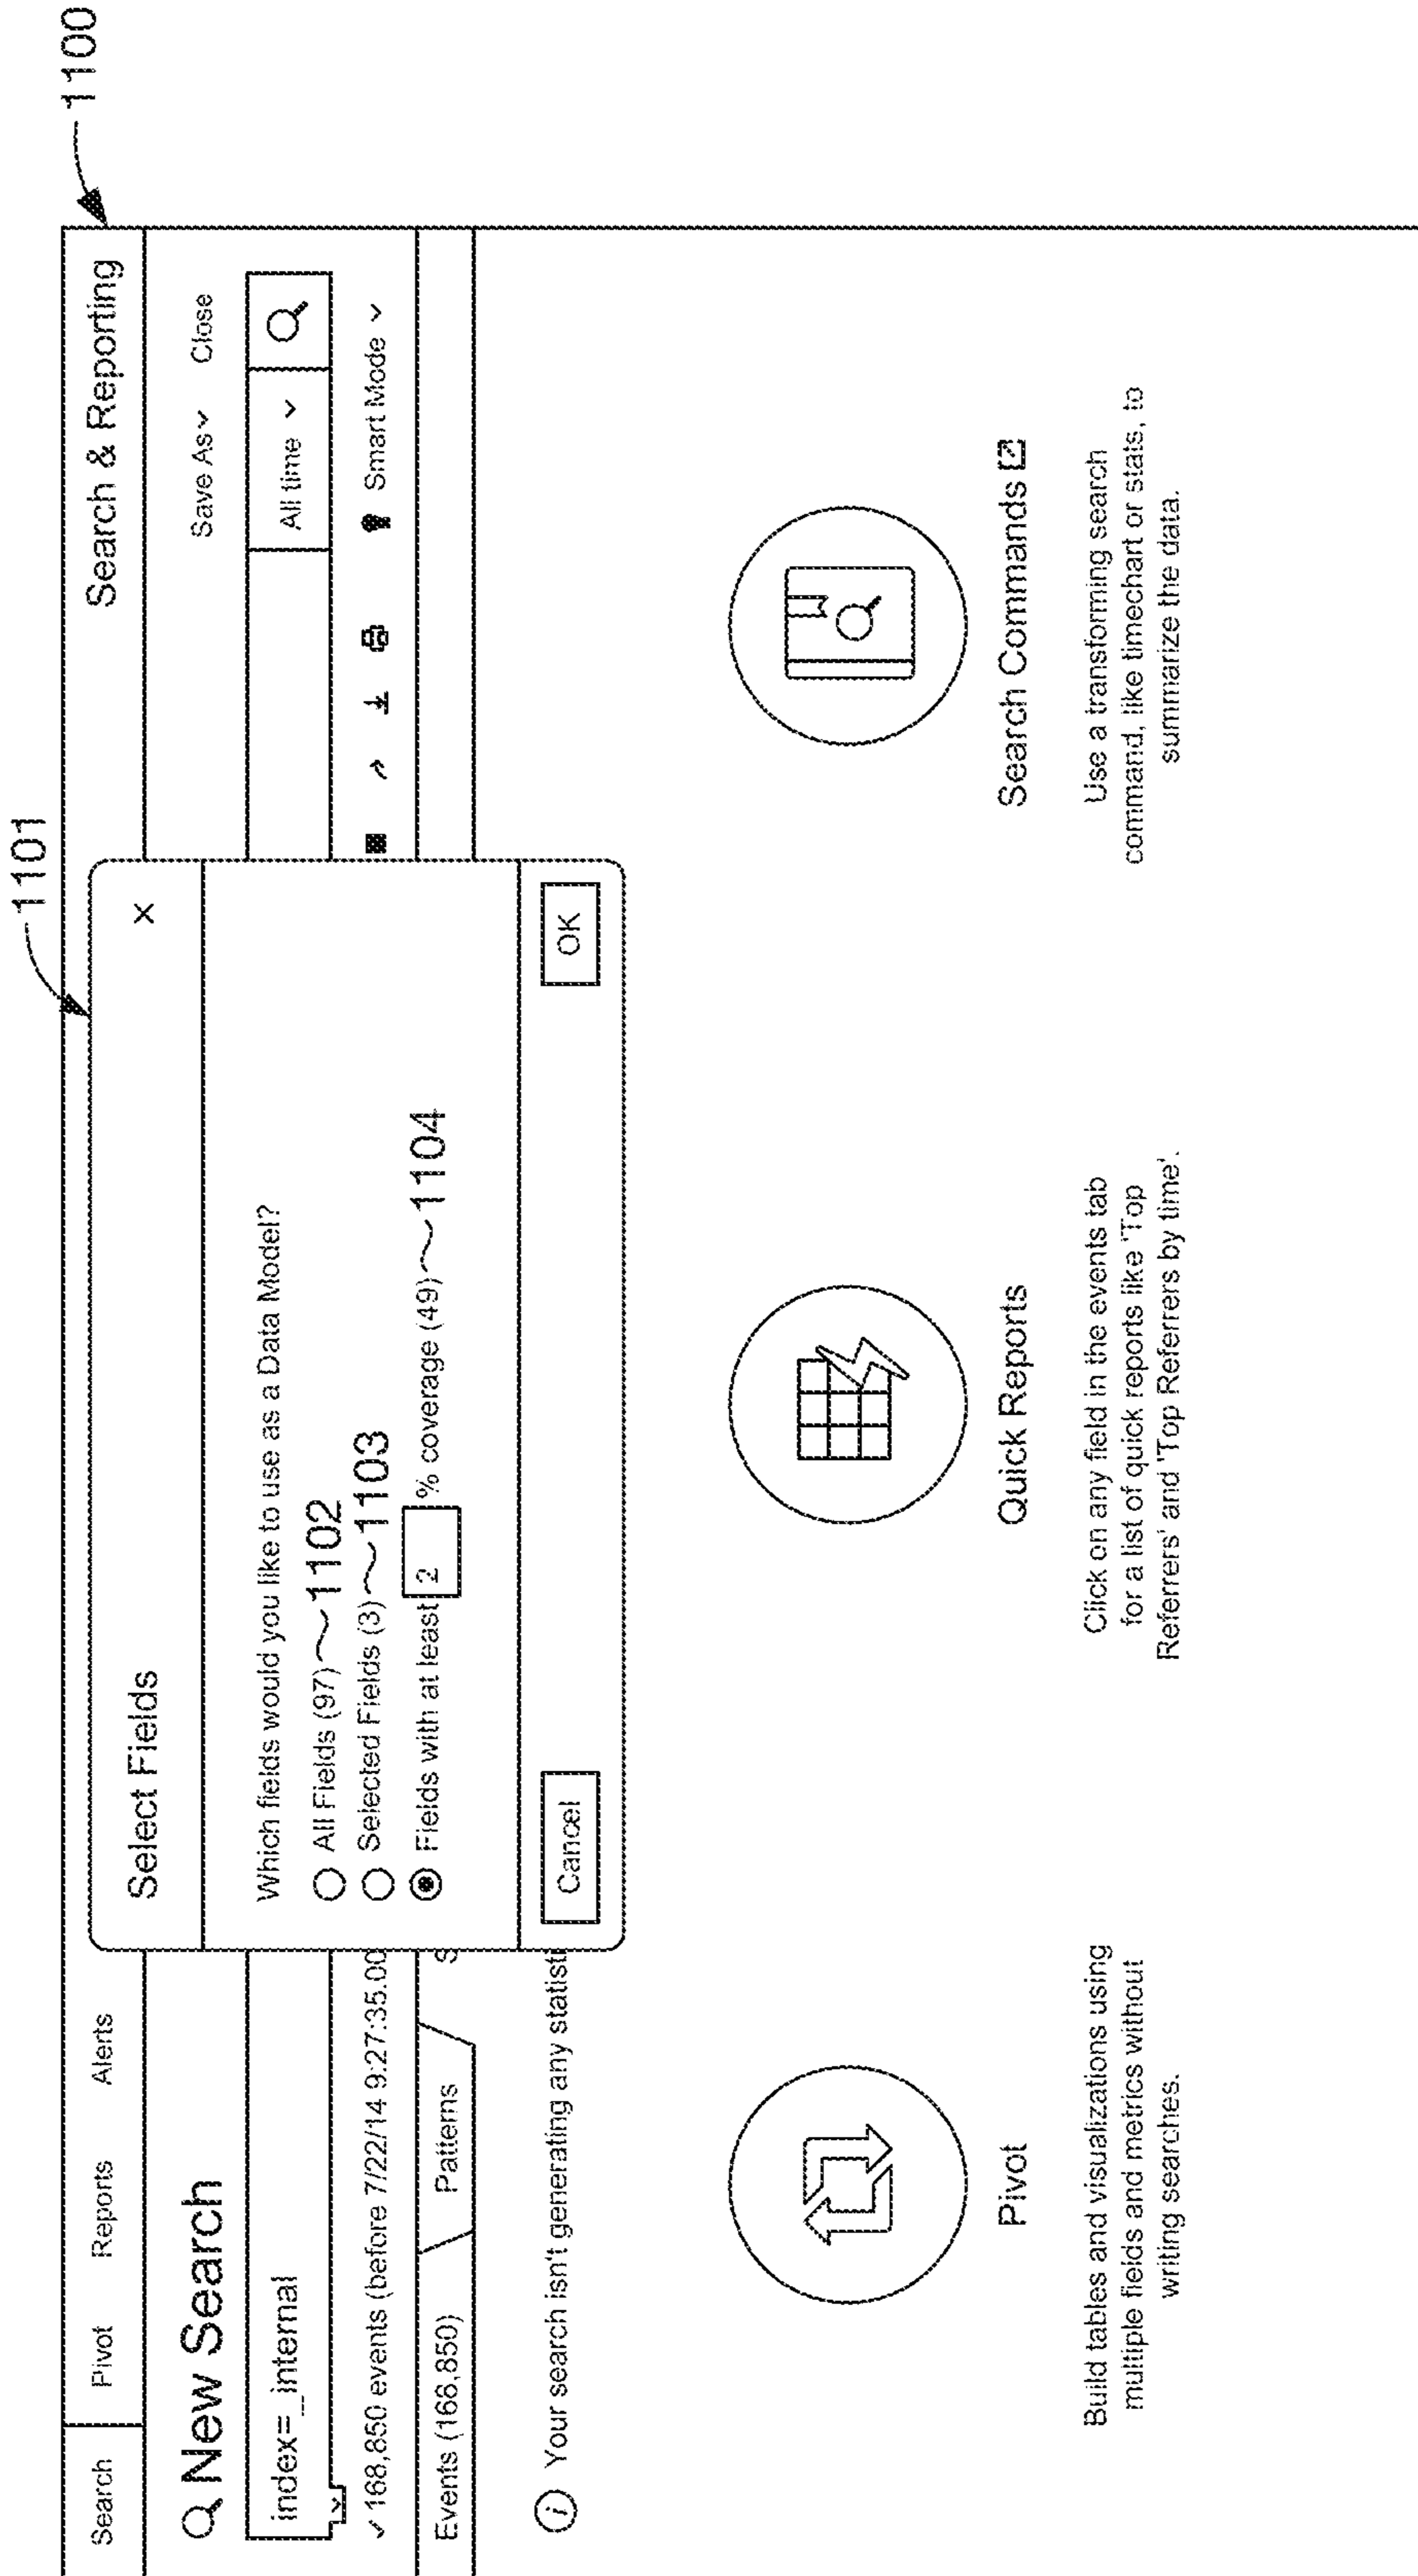 1100
1101
Search Pivot Reports Alerts Search & Reporting
New Search
Save As Close
index=_internal
All time
✓168,850 events (before 7/22/14 9:27:35.00
Smart Mode
Events (168,850) Patterns S
Your search isn't generating any statisti
Select Fields X
Which fields would you like to use as a Data Model?
All Fields (97) 1102
Selected Fields (3) 1103
Fields with at least 2 % coverage (49) 1104
Cancel OK
Pivot
Build tables and visualizations using
multiple fields and metrics without
writing searches.
Quick Reports
Click on any field in the events tab
for a list of quick reports like 'Top
Referrers' and 'Top Referrers by time'.
Search Commands
Use a transforming search
command, like timechart or stats, to
summarize the data.